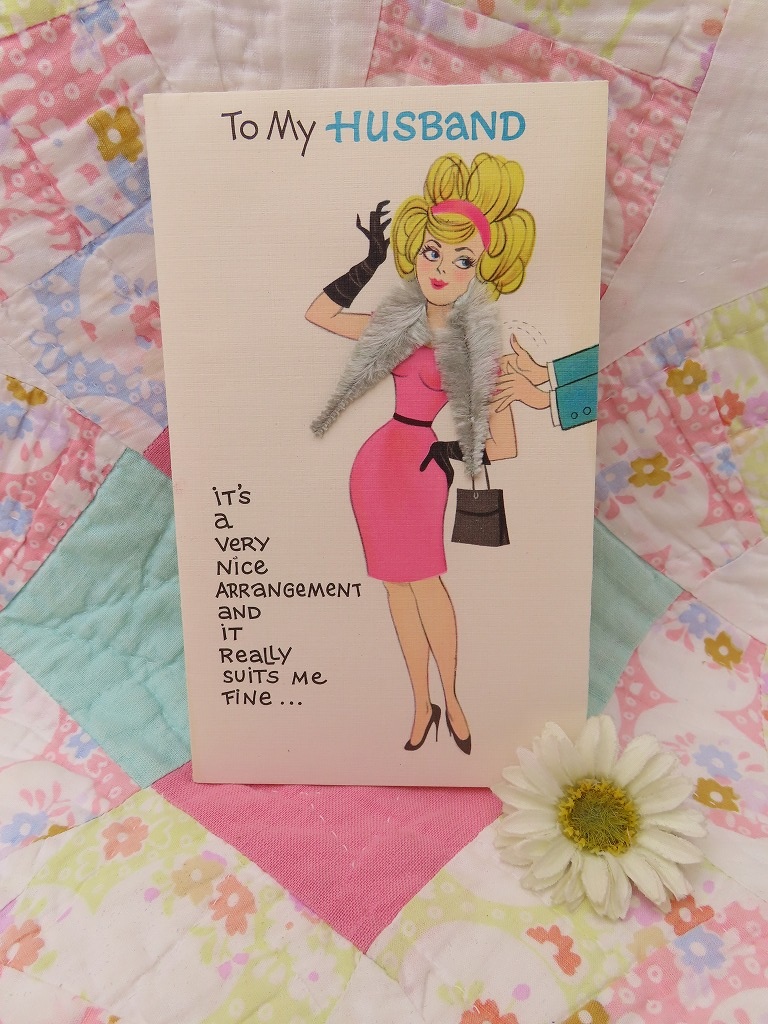 To My HUSBAND
iT'S
a
VeRY
NiCe
ARRANGEMENT
AND
iT
ReaLLY
SUiTS Me
FiNe...